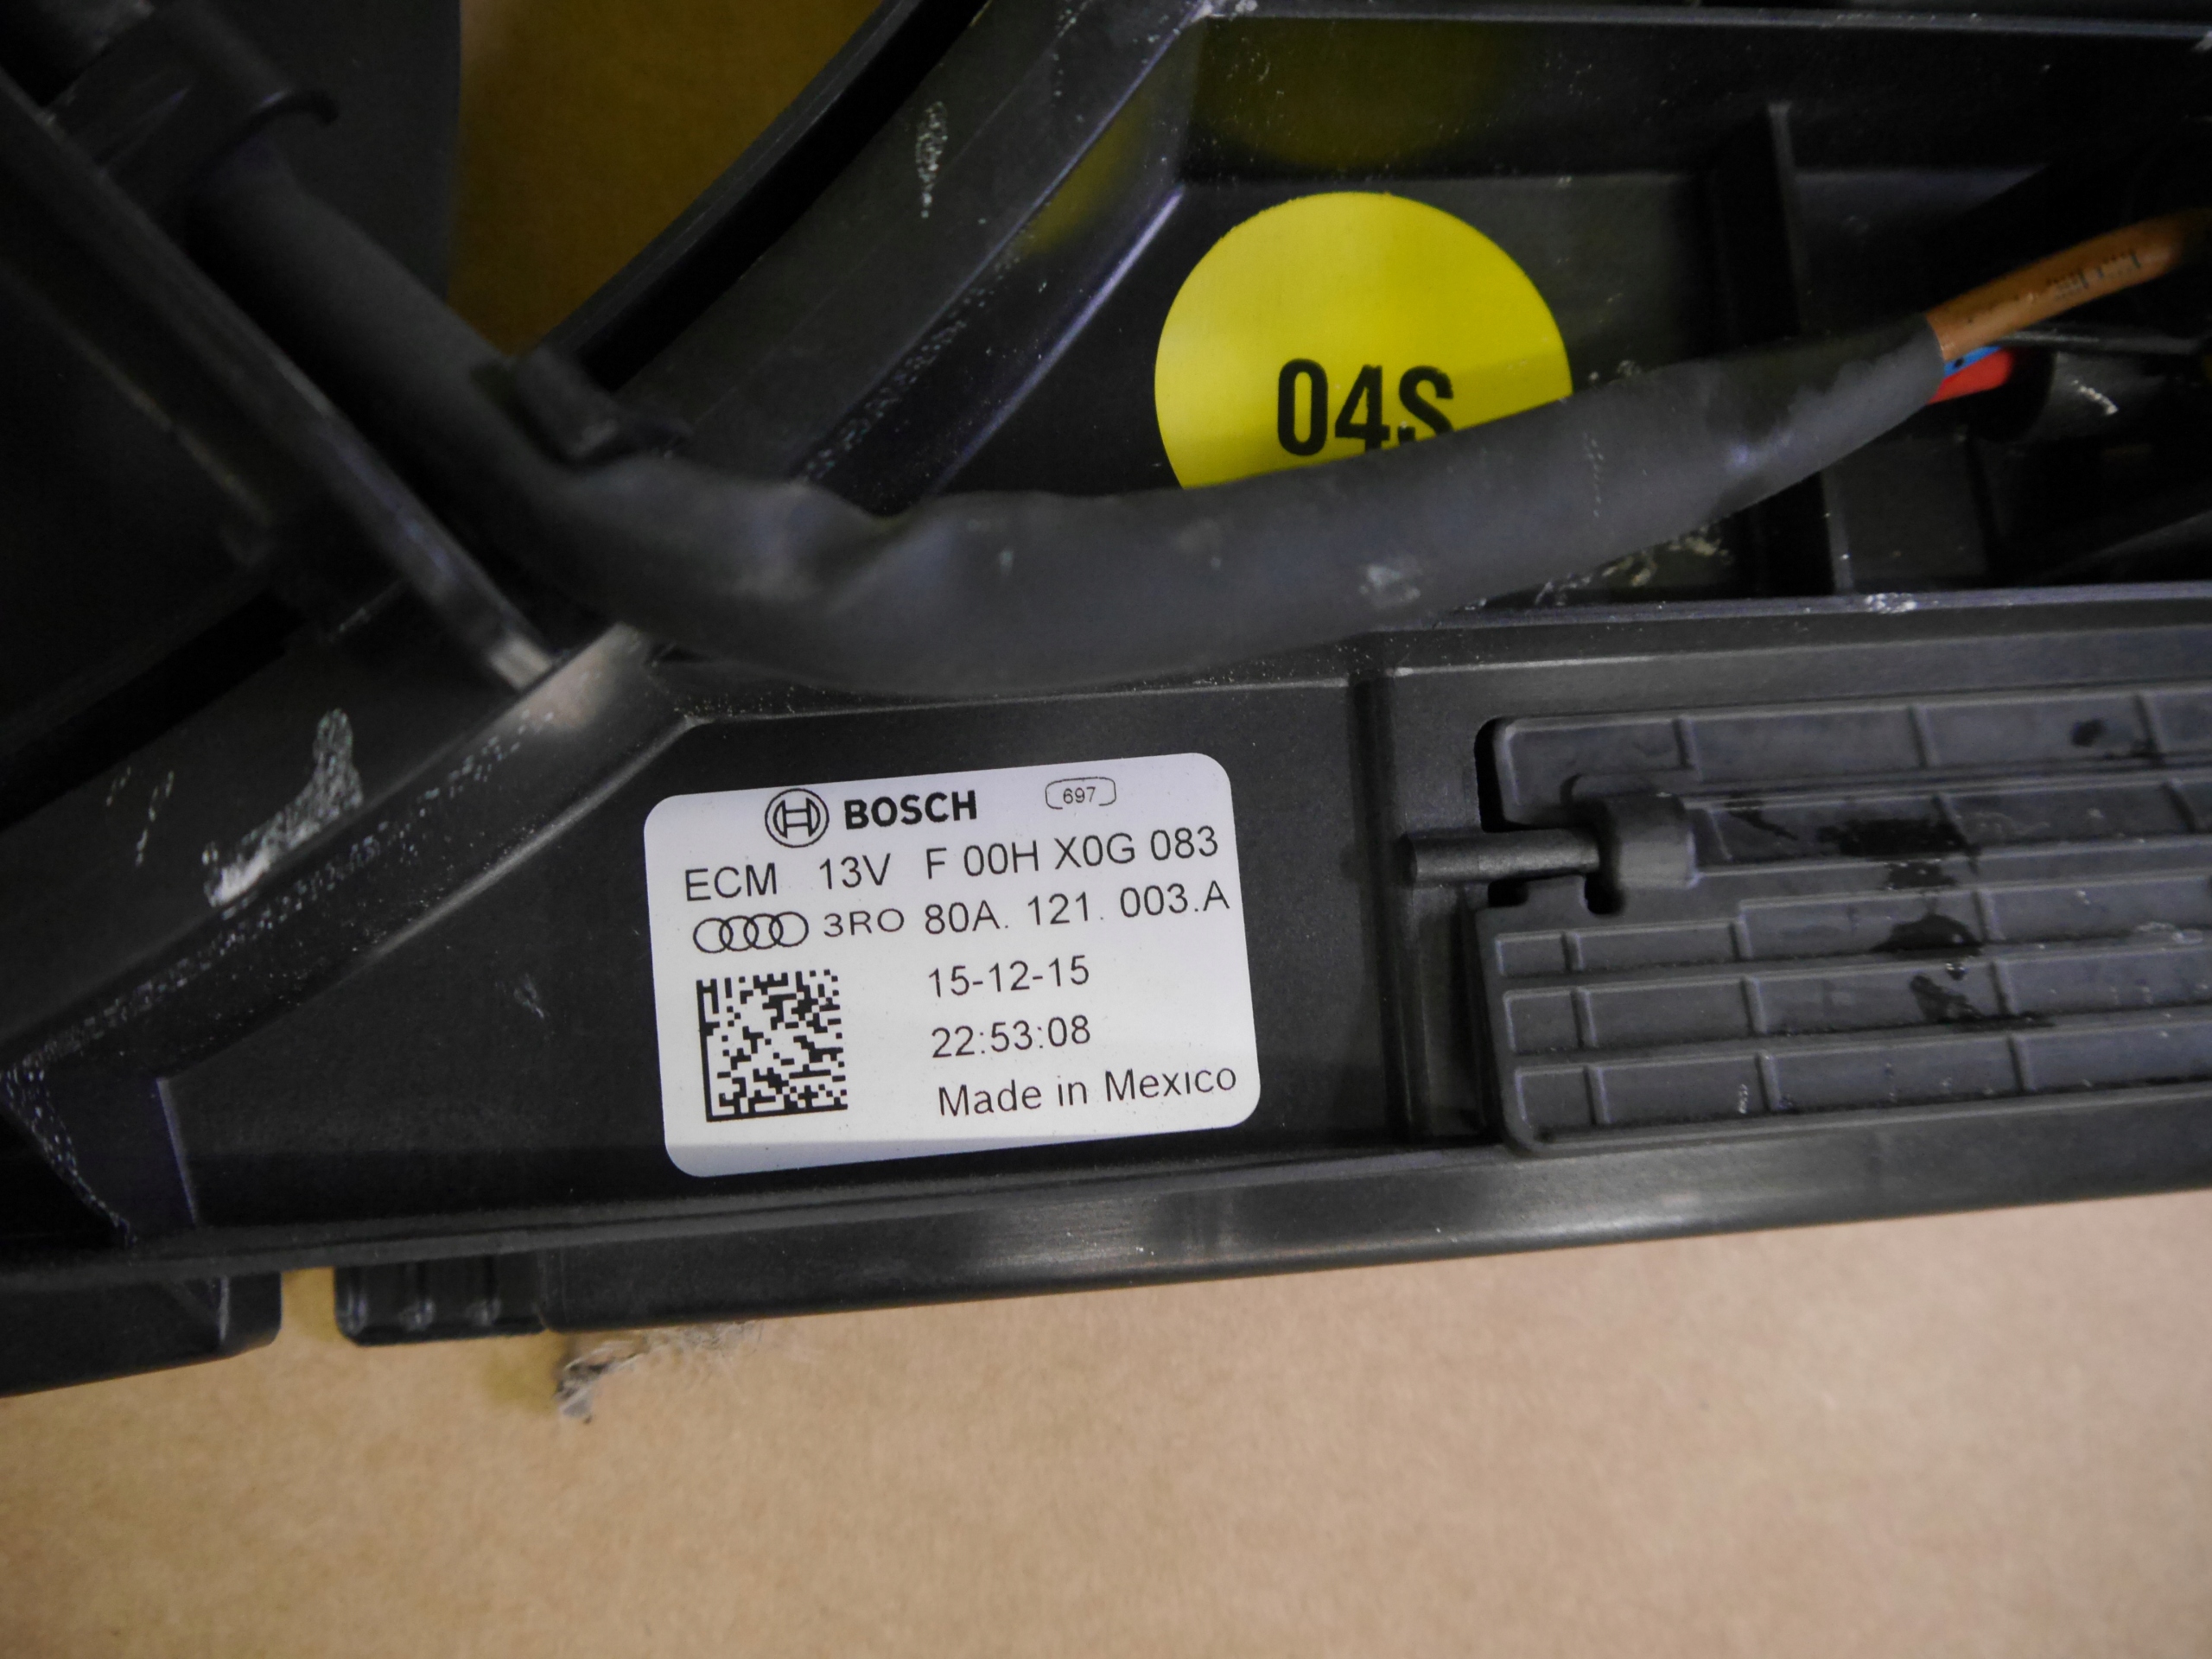 04S
BOSCH 697
ECM 13V F 00H X0G 083
3RO 80A. 121. 003.A
15-12-15
22:53:08
Made in Mexico